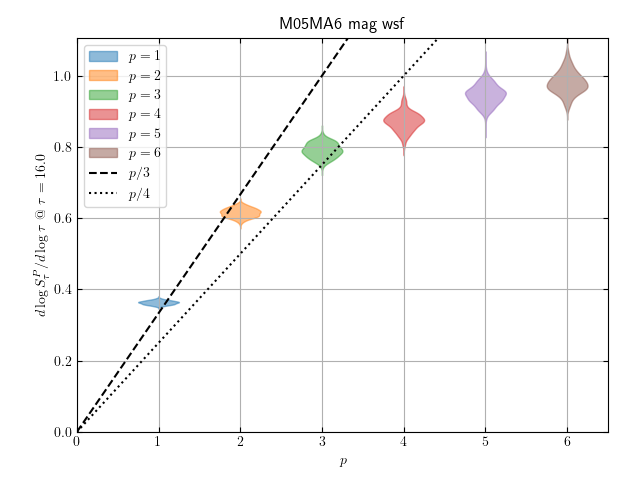 M05MA6 mag wsf
p = 1
p = 2
p = 3
p = 4
p = 5
p = 6
p/3
p/4
d log S_τ^P / d log τ @ τ = 16.0
1.0
0.8
0.6
0.4
0.2
0.0
0 1 2 3 4 5 6
p